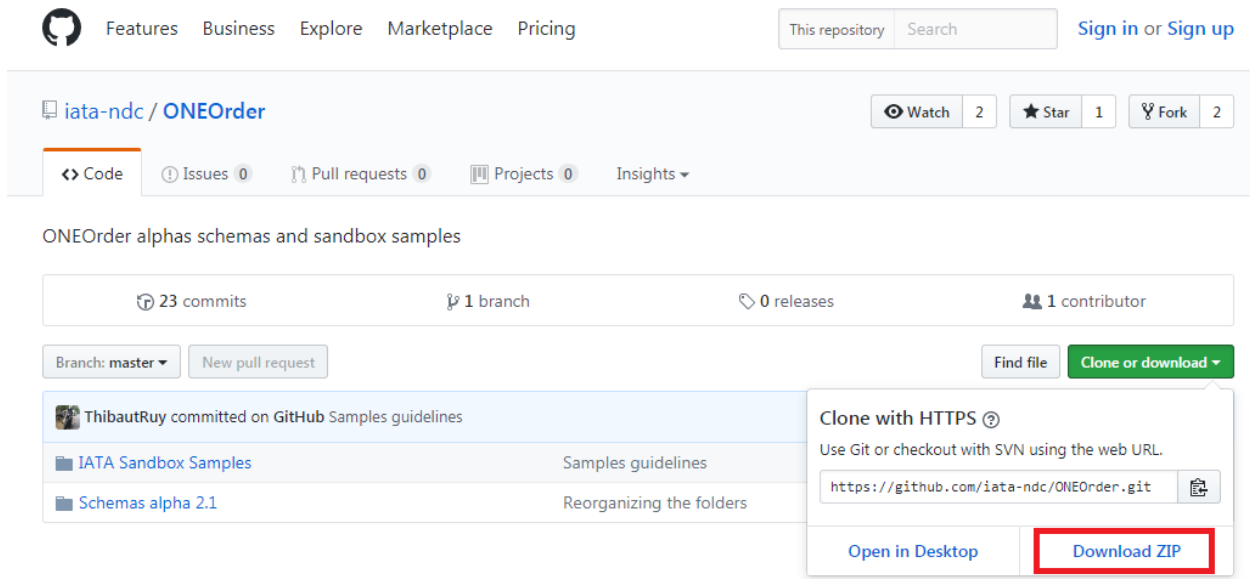 Features Business Explore Marketplace Pricing This repository Search Sign in or Sign up
iata-ndc / ONEOrder Watch 2 Star 1 Fork 2
Code Issues 0 Pull requests 0 Projects 0 Insights
ONEOrder alphas schemas and sandbox samples
23 commits 1 branch 0 releases 1 contributor
Branch: master New pull request Find file Clone or download
ThibautRuy committed on GitHub Samples guidelines
IATA Sandbox Samples Samples guidelines
Schemas alpha 2.1 Reorganizing the folders
Clone with HTTPS
Use Git or checkout with SVN using the web URL.
https://github.com/iata-ndc/ONEOrder.git
Open in Desktop Download ZIP